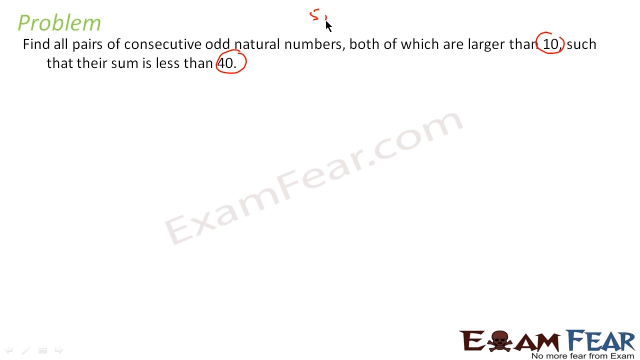 5,
Problem
Find all pairs of consecutive odd natural numbers, both of which are larger than 10, such
that their sum is less than 40.
ExamFear.com
EXAM FEAR
No more fear from Exam